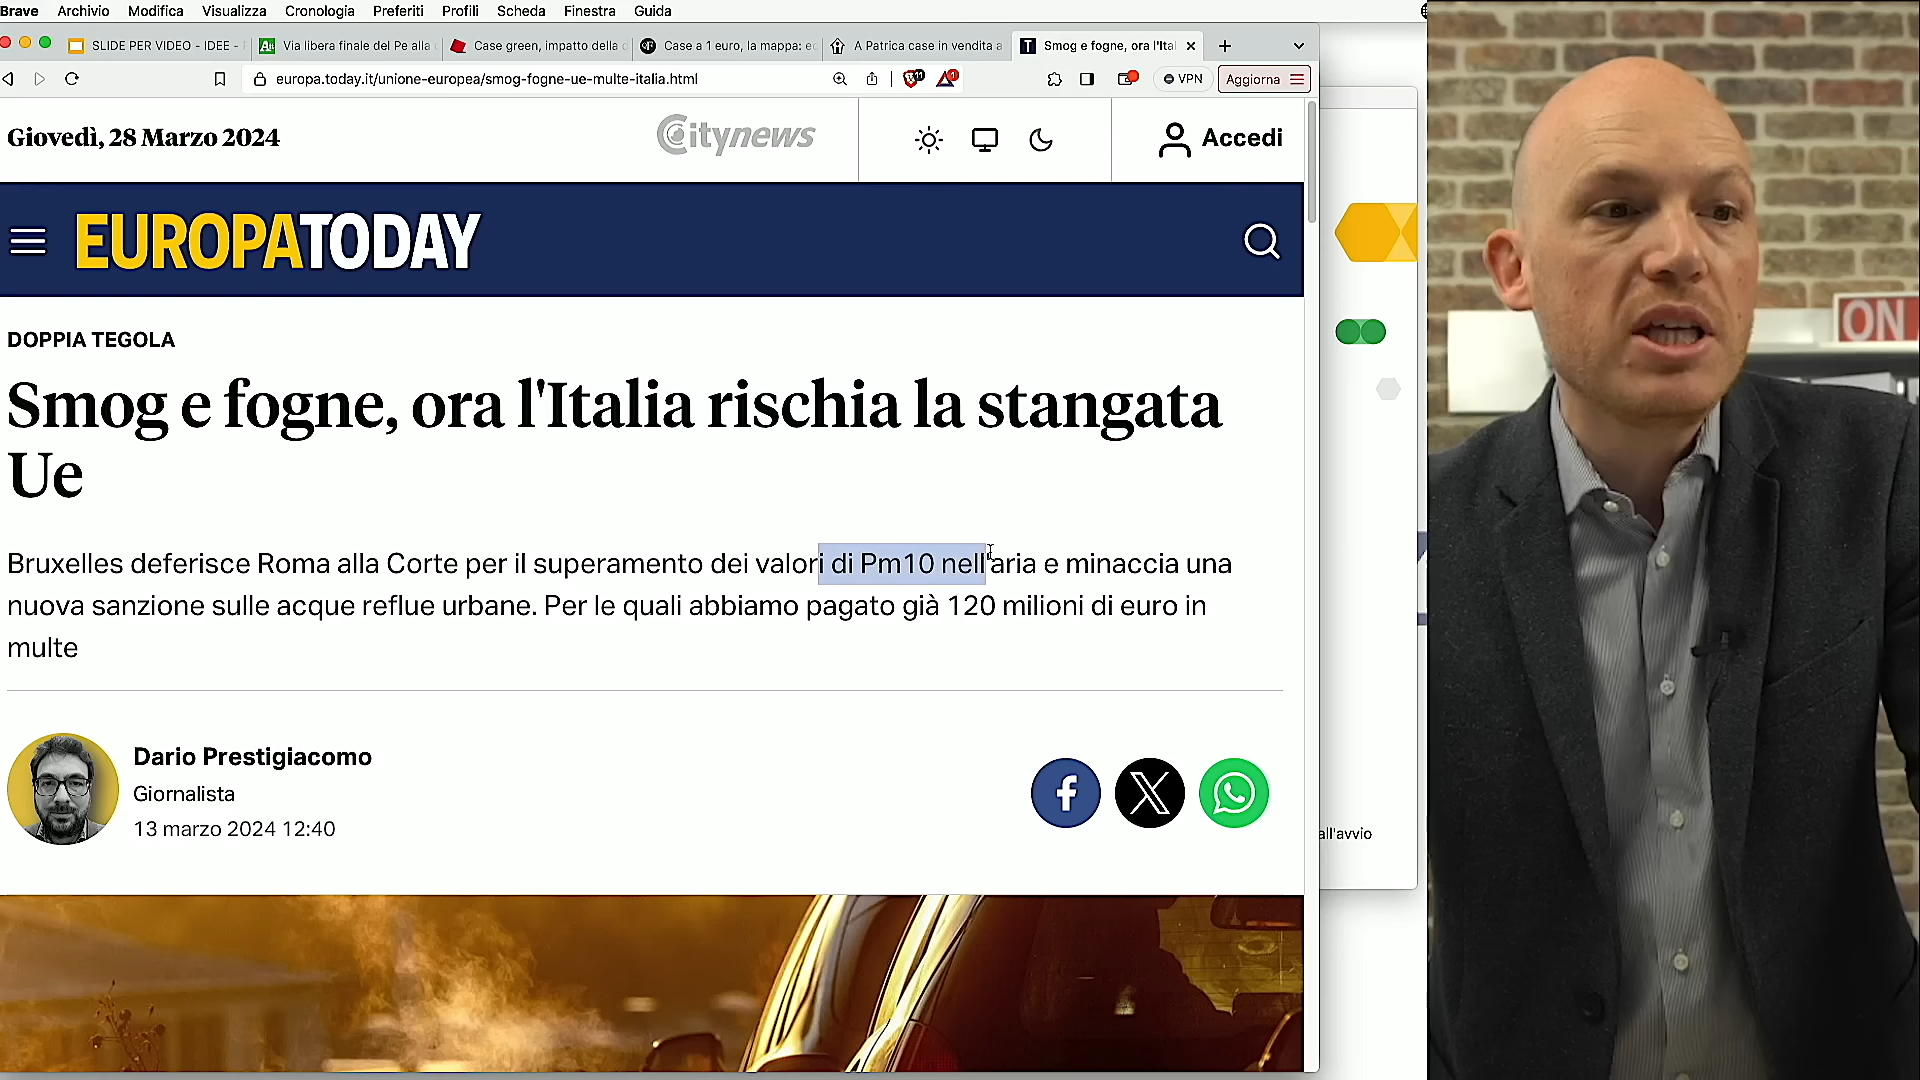 Brave Archivio Modifica Visualizza Cronologia Preferiti Profili Scheda Finestra Guida
SLIDE PER VIDEO - IDEE -
Via libera finale del Pe alla
Case green, impatto della
Case a 1 euro, la mappa:
A Patrica case in vendita a
Smog e fogne, ora l'Ital
europa.today.it/unione-europea/smog-fogne-ue-multe-italia.html
VPN
Aggiorna
Giovedì, 28 Marzo 2024
Citynews
Accedi
EUROPATODAY
DOPPIA TEGOLA
Smog e fogne, ora l'Italia rischia la stangata
Ue
Bruxelles deferisce Roma alla Corte per il superamento dei valori di Pm10 nell'aria e minaccia una
nuova sanzione sulle acque reflue urbane. Per le quali abbiamo pagato già 120 milioni di euro in
multe
Dario Prestigiacomo
Giornalista
13 marzo 2024 12:40
all'avvio
ON